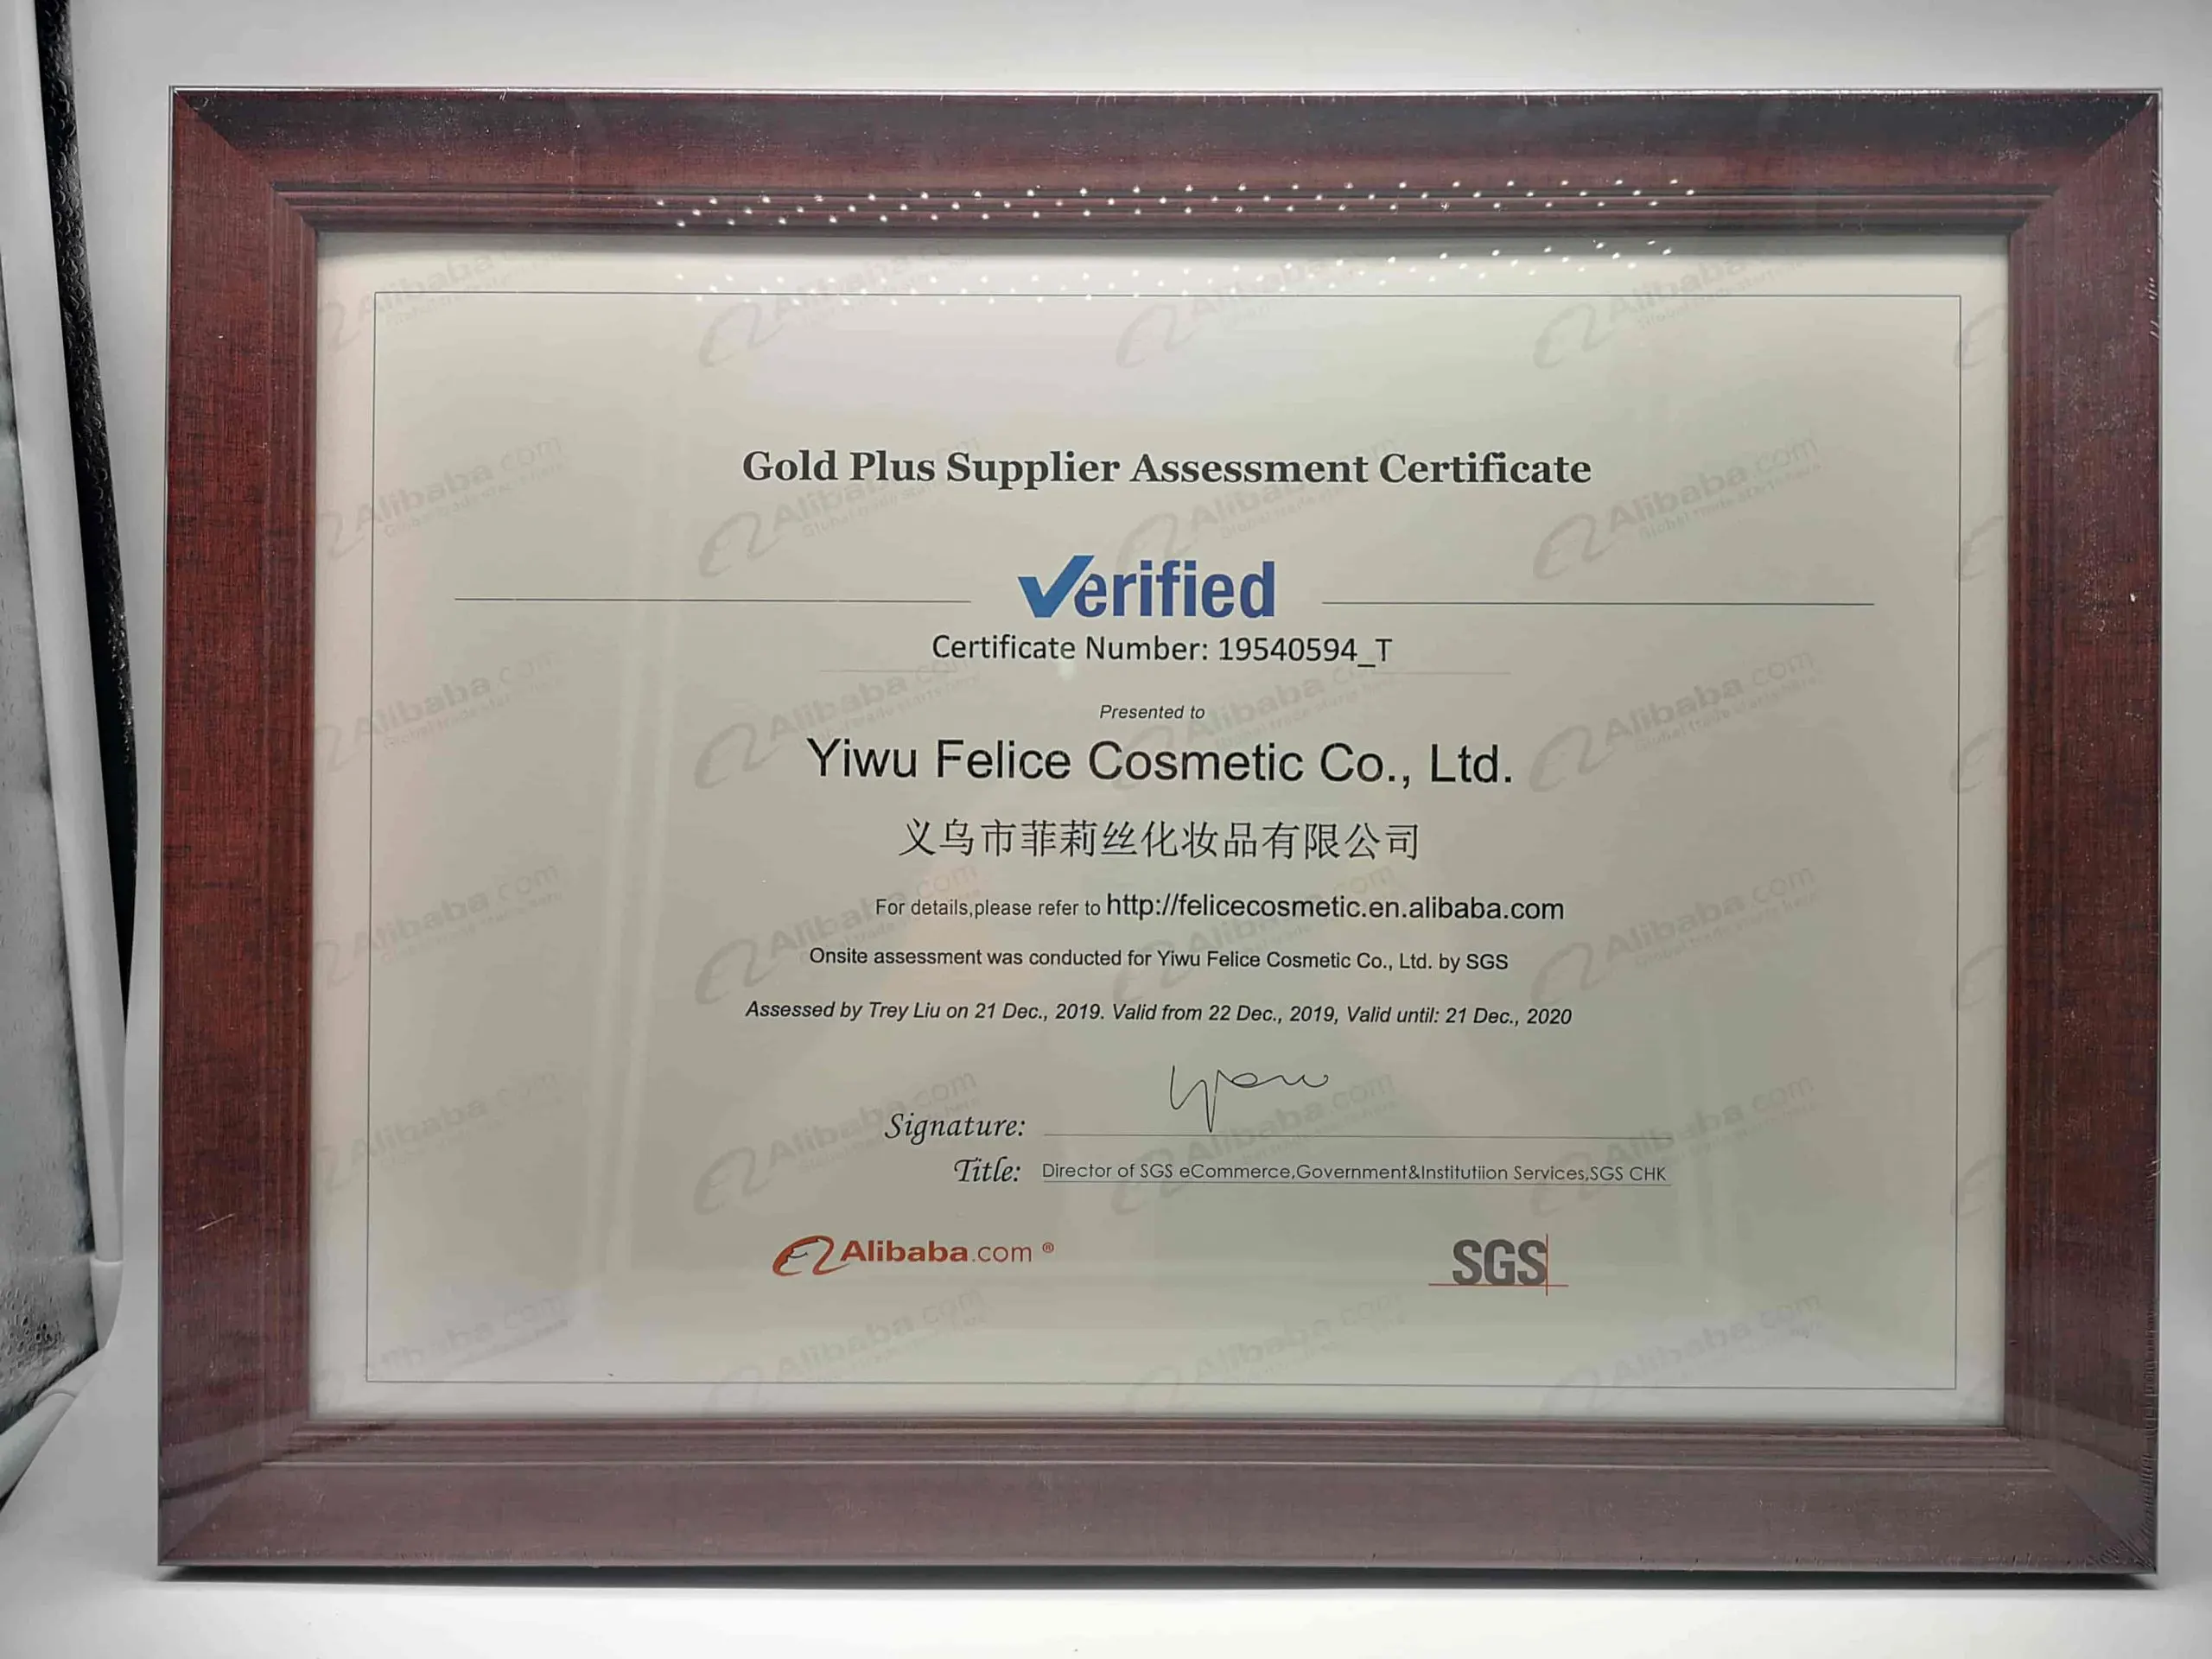 Gold Plus Supplier Assessment Certificate
Verified
Certificate Number: 19540594_T
Presented to
Yiwu Felice Cosmetic Co., Ltd.
义乌市菲莉丝化妆品有限公司
For details,please refer to http://felicecosmetic.en.alibaba.com
Onsite assessment was conducted for Yiwu Felice Cosmetic Co., Ltd. by SGS
Assessed by Trey Liu on 21 Dec., 2019. Valid from 22 Dec., 2019, Valid until: 21 Dec., 2020
Signature:
Title: Director of SGS eCommerce,Government&Institutiion Services,SGS CHK
Alibaba.com ®
SGS